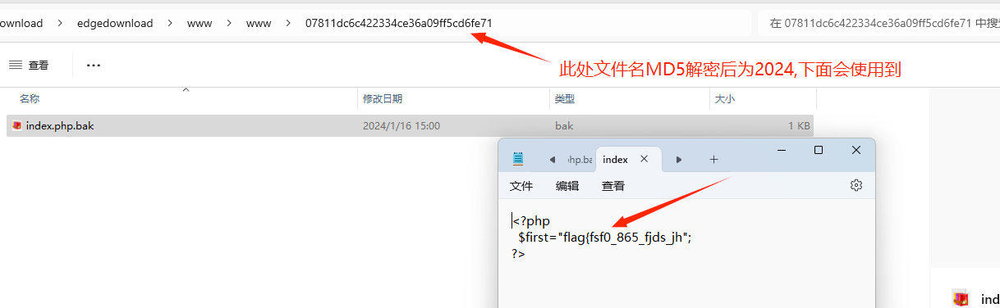 ownload > edgedownload > www > www > 07811dc6c422334ce36a09ff5cd6fe71
在 07811dc6c422334ce36a09ff5cd6fe71 中搜
查看 ...
此处文件名MD5解密后为2024,下面会使用到
名称 修改日期 类型 大小
index.php.bak 2024/1/16 15:00 bak 1 KB
php.ba index
文件 编辑 查看
<?php
$first="flag{fsf0_865_fjds_jh";
?>
ind